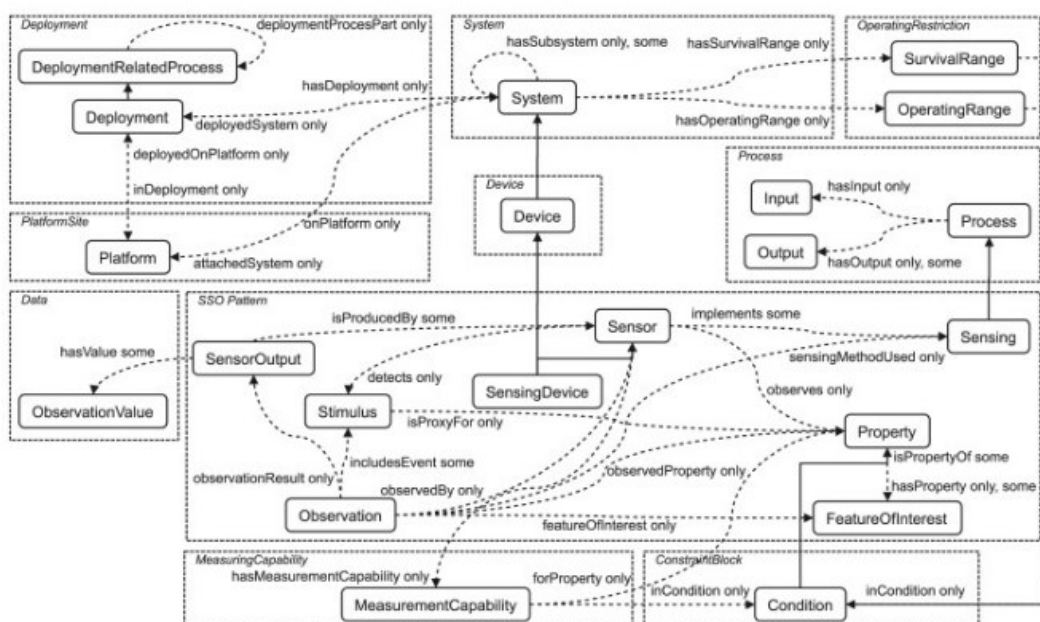 Deployment
deploymentProcesPart only
DeploymentRelatedProcess
hasDeployment only
Deployment
deployedSystem only
deployedOnPlatform only
inDeployment only
System
hasSubsystem only, some
hasSurvivalRange only
System
hasOperatingRange only
OperatingRestriction
SurvivalRange
OperatingRange
Process
hasInput only
Input
Process
Output
hasOutput only, some
Device
Device
PlatformSite
onPlatform only
Platform
attachedSystem only
Data
hasValue some
ObservationValue
SSO Pattern
isProducedBy some
Sensor
implements some
SensorOutput
Sensing
sensingMethodUsed only
detects only
SensingDevice
observes only
Stimulus
isProxyFor only
Property
isPropertyOf some
includesEvent some
observedProperty only
observationResult only
observedBy only
hasProperty only, some
Observation
featureOfInterest only
FeatureOfInterest
MeasuringCapability
hasMeasurementCapability only
forProperty only
MeasurementCapability
ConstraintBlock
inCondition only
Condition
inCondition only